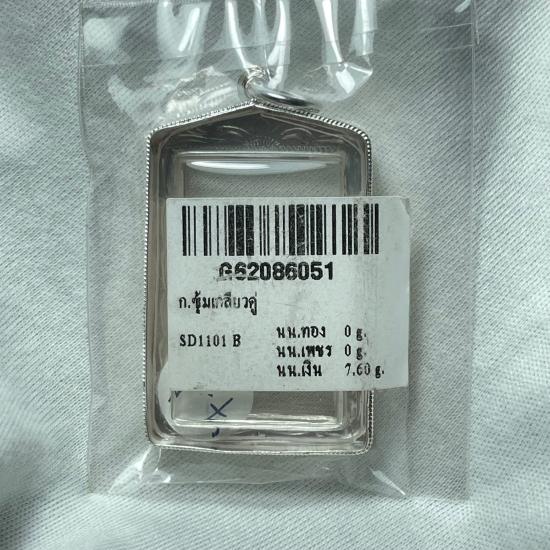 G62086051
ก.ซุ้มเกลียวคู่
SD1101 B
นน.ทอง 0 g.
นน.เพชร 0 g.
นน.เงิน 7.60 g.